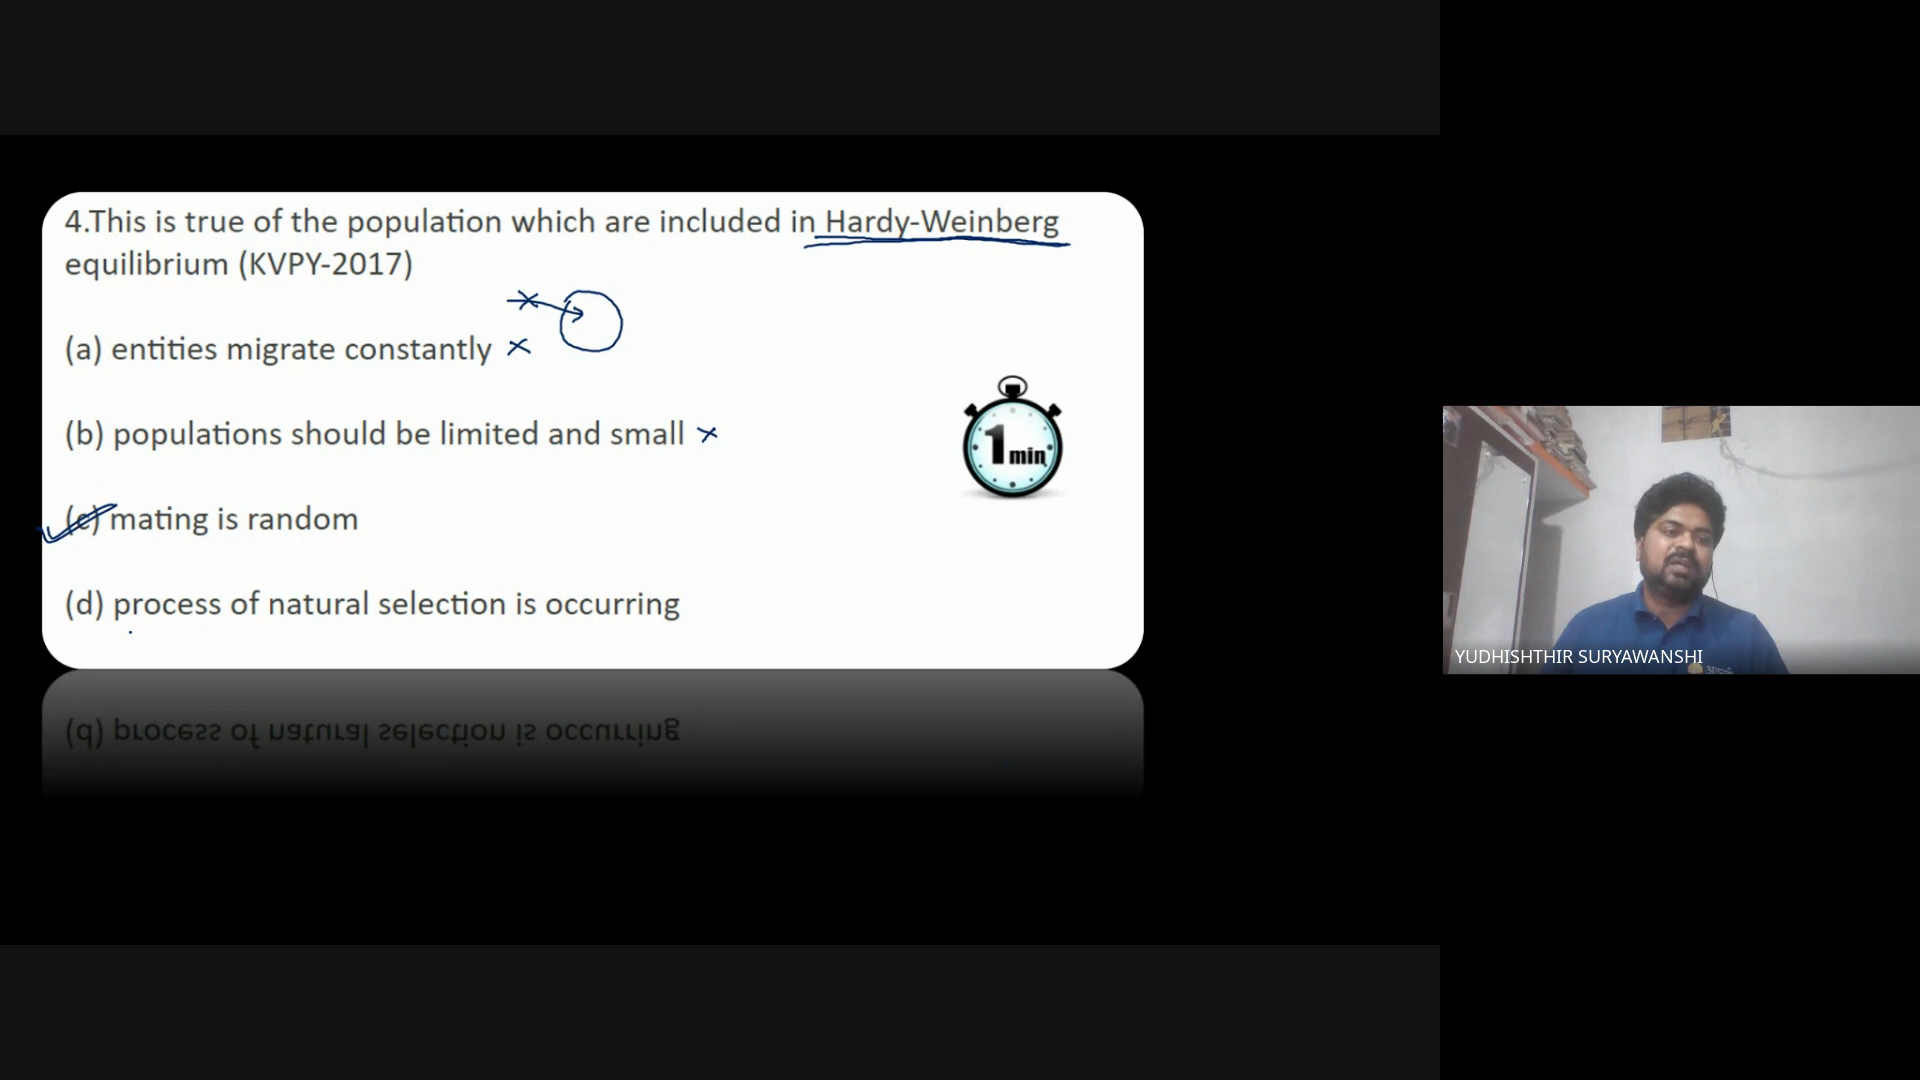 4.This is true of the population which are included in Hardy-Weinberg
equilibrium (KVPY-2017)
(a) entities migrate constantly
(b) populations should be limited and small
(c) mating is random
(d) process of natural selection is occurring
1 min
(d) process of natural selection is occurring
YUDHISHTHIR SURYAWANSHI